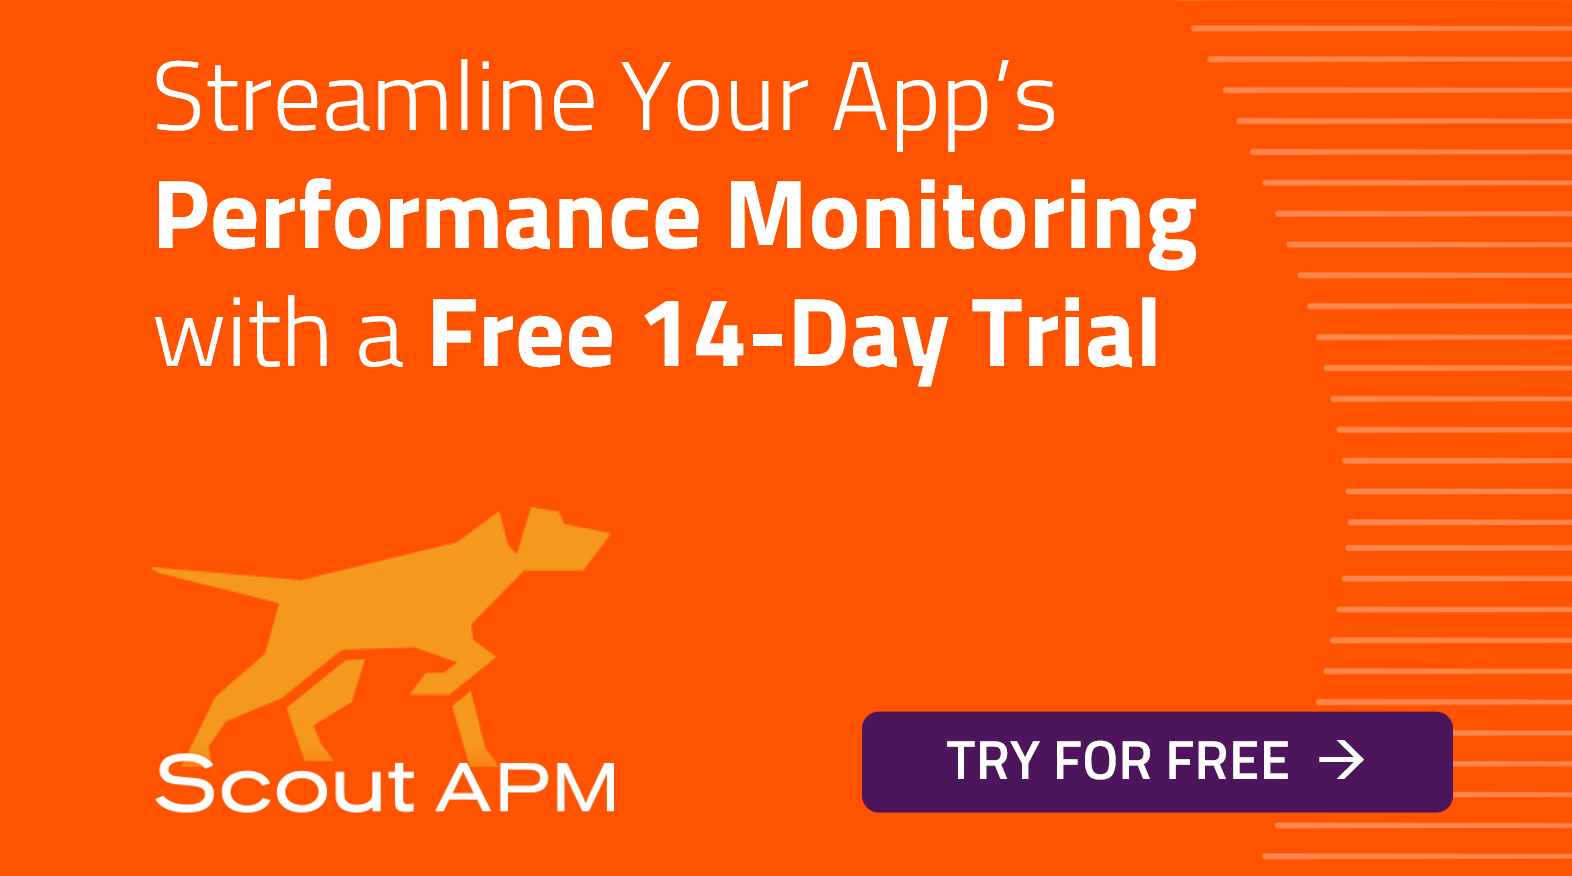 Streamline Your App’s
Performance Monitoring
with a Free 14-Day Trial
Scout APM
TRY FOR FREE →